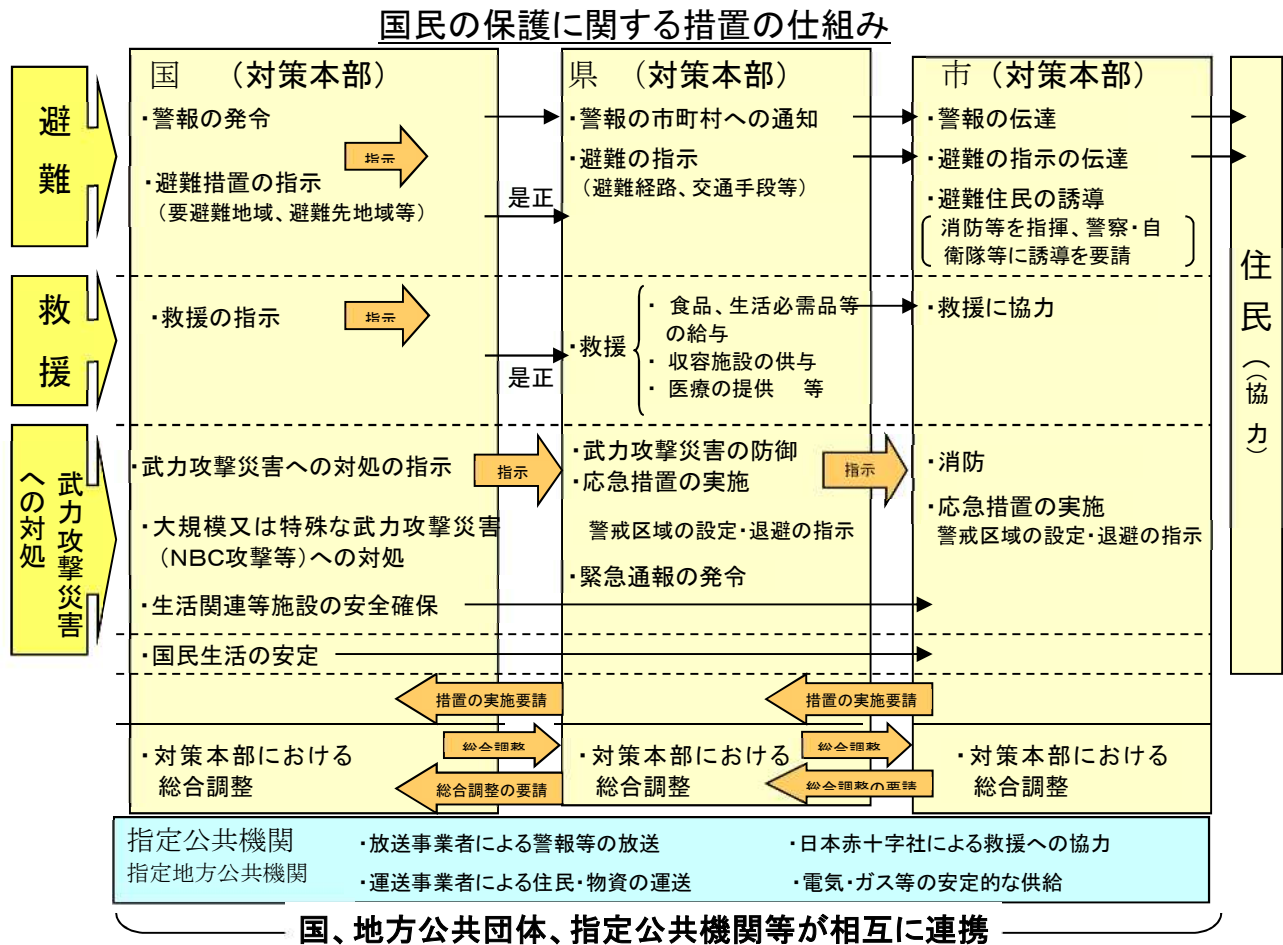 国民の保護に関する措置の仕組み
避難
救援
武力攻撃災害
への対処
国 (対策本部)
・警報の発令
指示
・避難措置の指示
(要避難地域、避難先地域等)
是正
・救援の指示
指示
是正
・武力攻撃災害への対処の指示
指示
・大規模又は特殊な武力攻撃災害
(NBC攻撃等)への対処
・生活関連等施設の安全確保
・国民生活の安定
措置の実施要請
・対策本部における
総合調整
総合調整
総合調整の要請
県 (対策本部)
・警報の市町村への通知
・避難の指示
(避難経路、交通手段等)
・救援
・ 食品、生活必需品等
の給与
・ 収容施設の供与
・ 医療の提供 等
・武力攻撃災害の防御
・応急措置の実施
指示
警戒区域の設定・退避の指示
・緊急通報の発令
措置の実施要請
・対策本部における
総合調整
総合調整
総合調整の要請
市 (対策本部)
・警報の伝達
・避難の指示の伝達
・避難住民の誘導
消防等を指揮、警察・自
衛隊等に誘導を要請
・救援に協力
・消防
・応急措置の実施
警戒区域の設定・退避の指示
・対策本部における
総合調整
住民((協力)
指定公共機関
指定地方公共機関
・放送事業者による警報等の放送
・日本赤十字社による救援への協力
・運送事業者による住民・物資の運送
・電気・ガス等の安定的な供給
国、地方公共団体、指定公共機関等が相互に連携